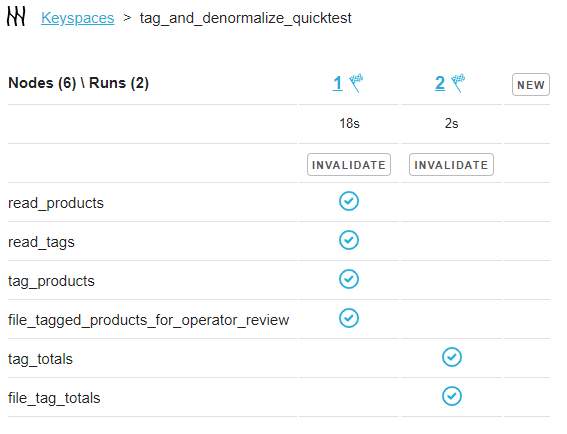 Keyspaces > tag_and_denormalize_quicktest
Nodes (6) \ Runs (2) 1 2 NEW
18s 2s
INVALIDATE INVALIDATE
read_products
read_tags
tag_products
file_tagged_products_for_operator_review
tag_totals
file_tag_totals